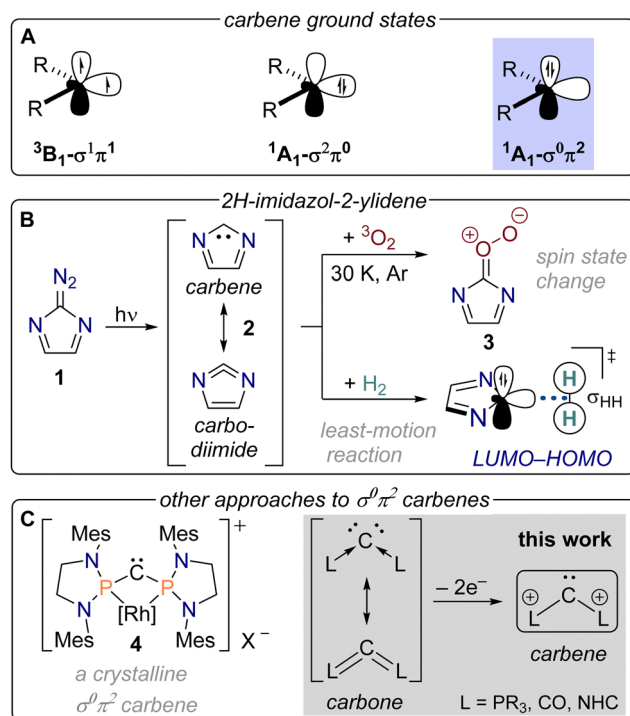 carbene ground states
A
R R R
R R R
³B₁-σ¹π¹ ¹A₁-σ²π⁰ ¹A₁-σ⁰π²
B
2H-imidazol-2-ylidene
N₂
N N
1
hν
N N
carbene
2
N N
carbo-
diimide
+ ³O₂
30 K, Ar
⊕ O O ⊖
N N
3
spin state
change
+ H₂
least-motion
reaction
N
N
H
H
σHH
‡
LUMO–HOMO
other approaches to σ⁰π² carbenes
C
Mes Mes
N C N
P P
N [Rh] N
Mes 4 Mes
+
X⁻
a crystalline
σ⁰π² carbene
C
L L
C
L L
carbone
– 2e⁻
this work
⊕ C ⊕
L L
carbene
L = PR₃, CO, NHC